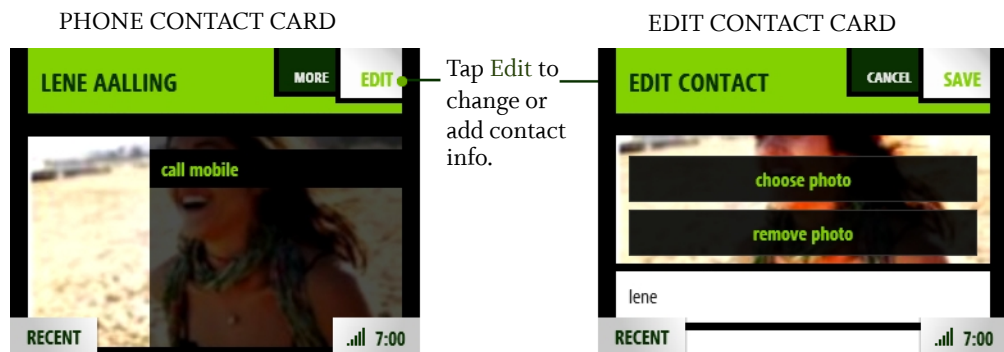 PHONE CONTACT CARD
LENE AALLING
MORE
EDIT
call mobile
RECENT
7:00
Tap Edit to
change or
add contact
info.
EDIT CONTACT CARD
EDIT CONTACT
CANCEL
SAVE
choose photo
remove photo
lene
RECENT
7:00